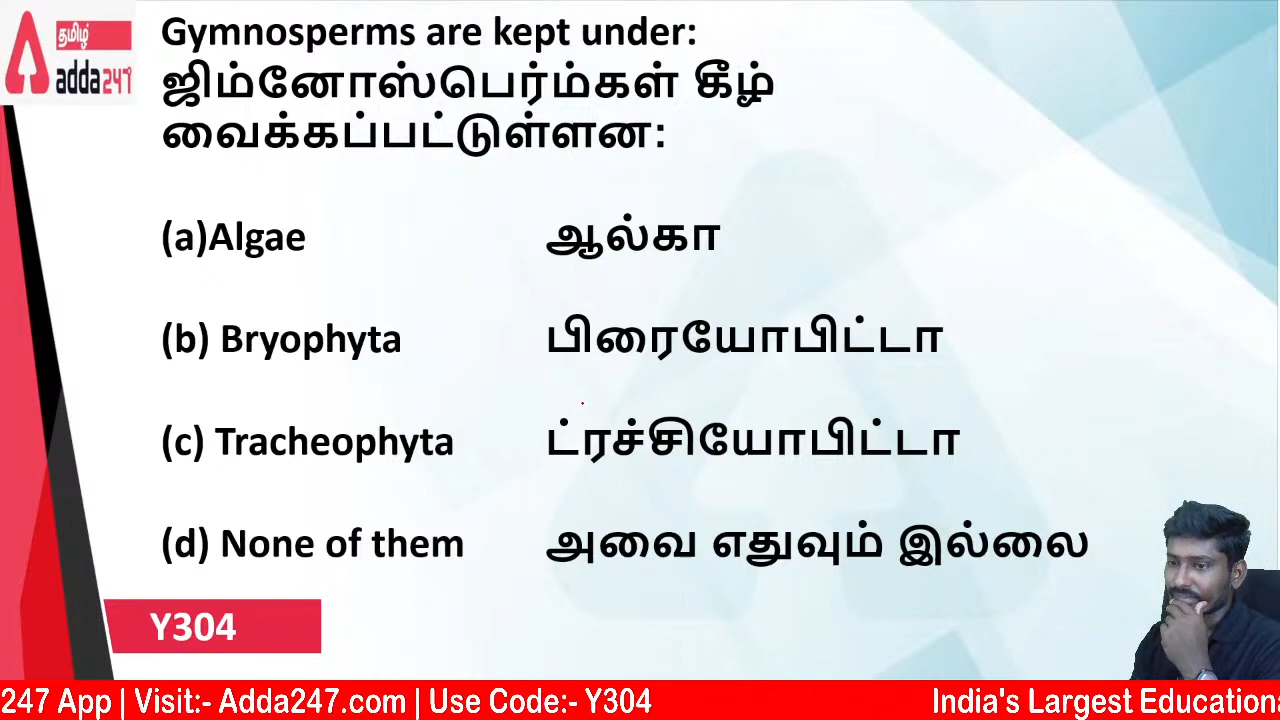 தமிழ்
adda247
Gymnosperms are kept under:
ஜிம்னோஸ்பெர்ம்கள் கீழ்
வைக்கப்பட்டுள்ளன:
(a)Algae ஆல்கா
(b) Bryophyta பிரையோபிட்டா
(c) Tracheophyta ட்ரச்சியோபிட்டா
(d) None of them அவை எதுவும் இல்லை
Y304
247 App | Visit:- Adda247.com | Use Code:- Y304 India's Largest Education